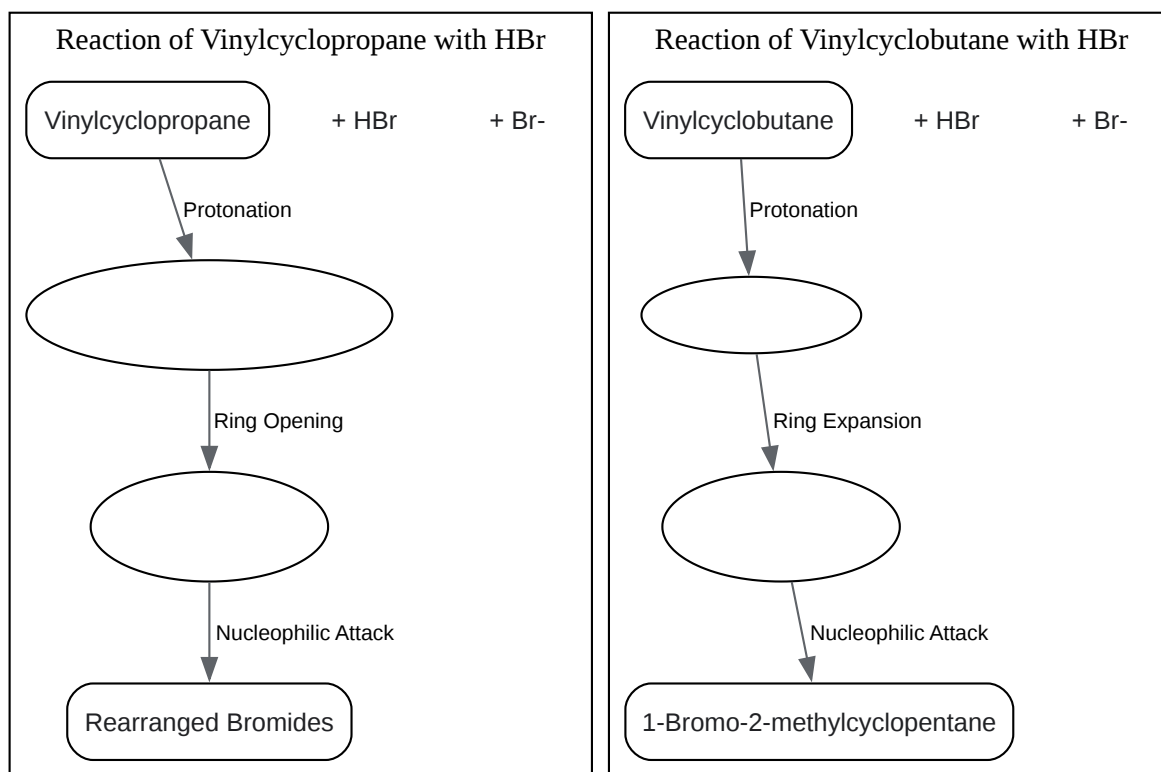 Reaction of Vinylcyclopropane with HBr
Vinylcyclopropane + HBr + Br-
Protonation
Ring Opening
Nucleophilic Attack
Rearranged Bromides
Reaction of Vinylcyclobutane with HBr
Vinylcyclobutane + HBr + Br-
Protonation
Ring Expansion
Nucleophilic Attack
1-Bromo-2-methylcyclopentane